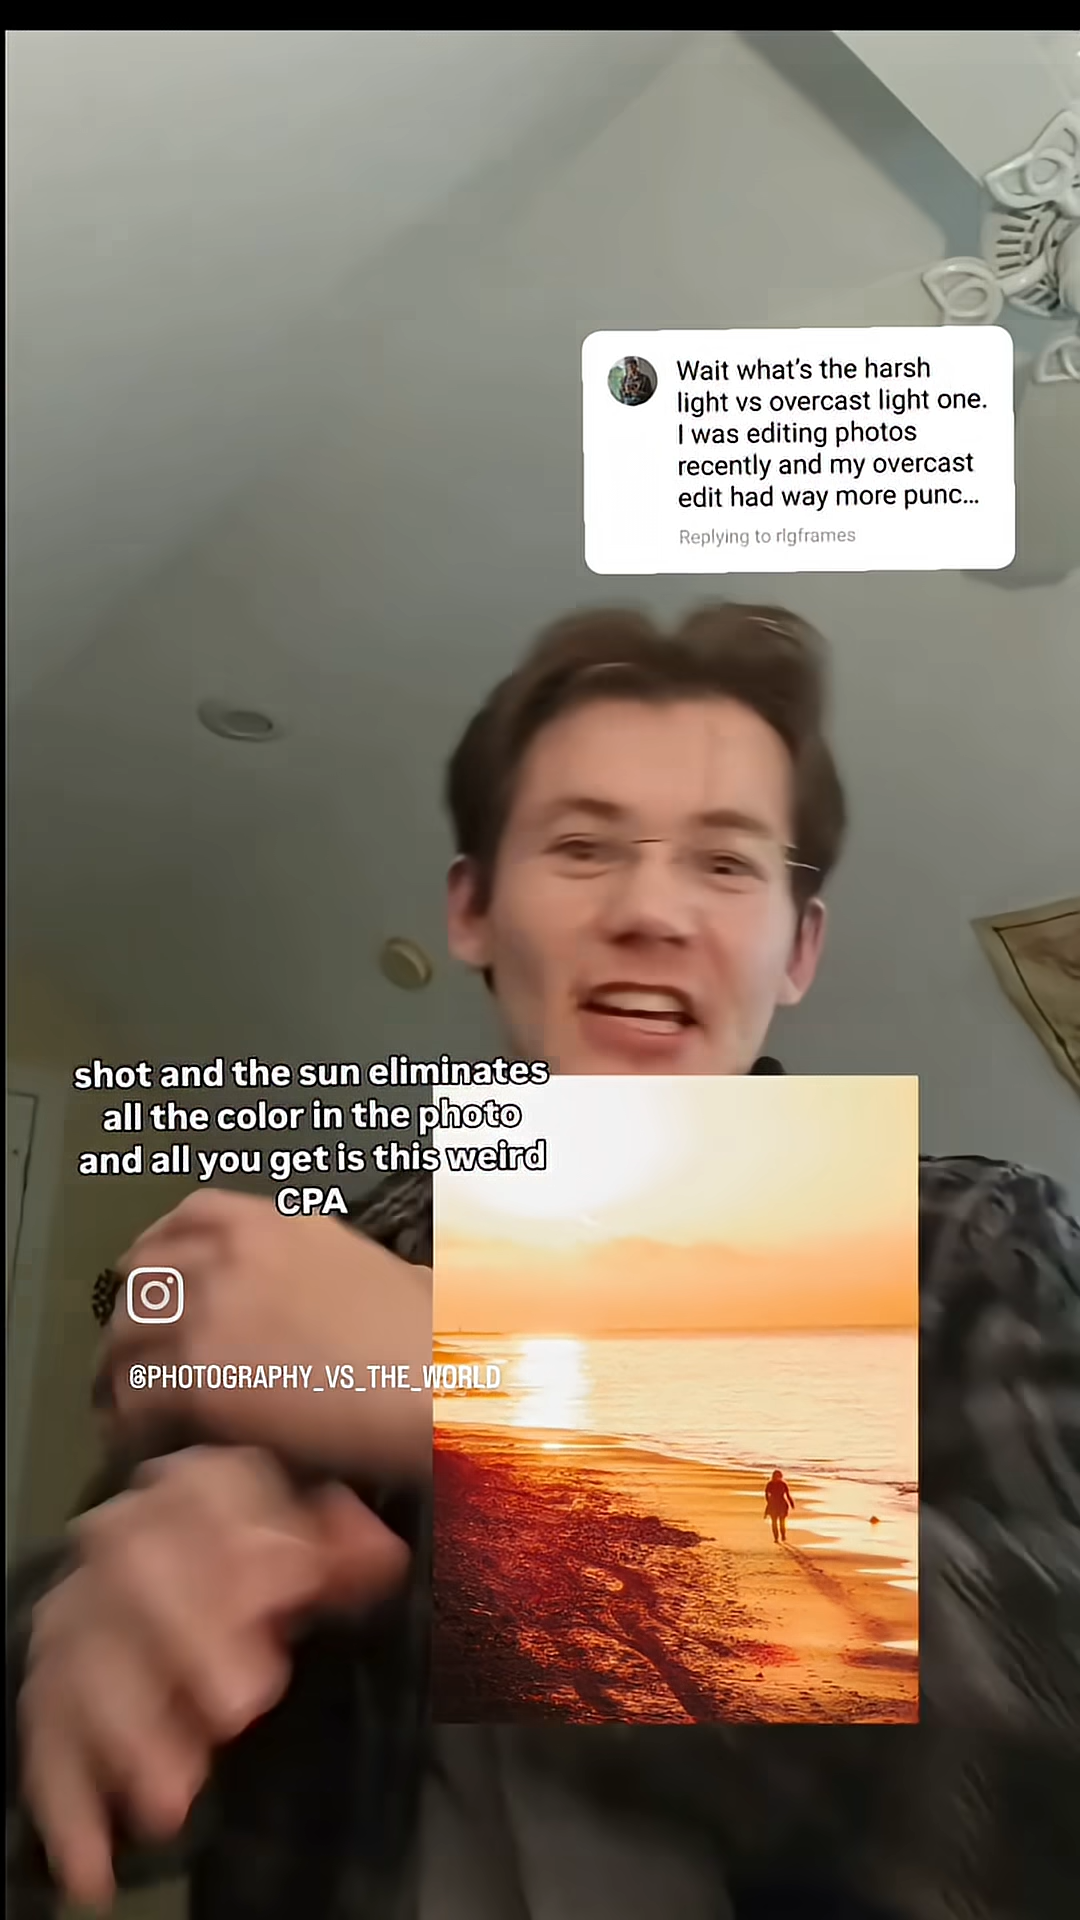 Wait what's the harsh
light vs overcast light one.
I was editing photos
recently and my overcast
edit had way more punc...
Replying to rlgframes
shot and the sun eliminates
all the color in the photo
and all you get is this weird
CPA
@PHOTOGRAPHY_VS_THE_WORLD